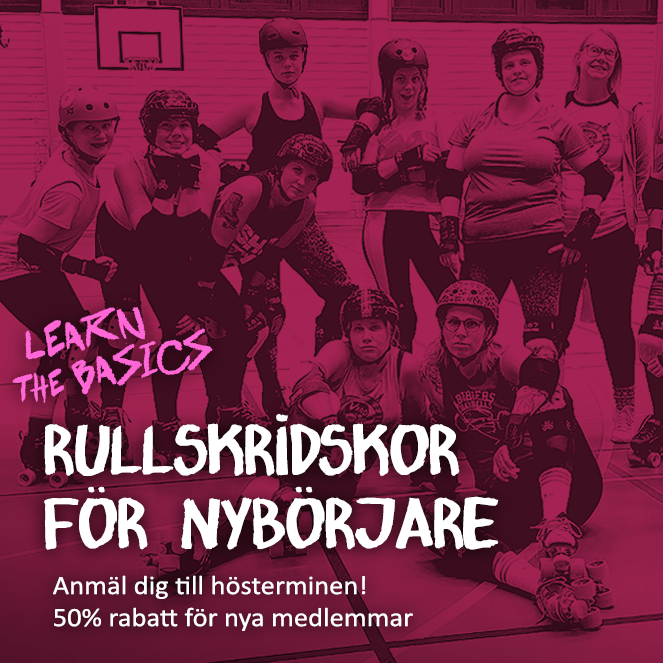 LEARN
THE BASICS
RULLSKRIDSKOR
FÖR NYBÖRJARE
Anmäl dig till hösterminen!
50% rabatt för nya medlemmar